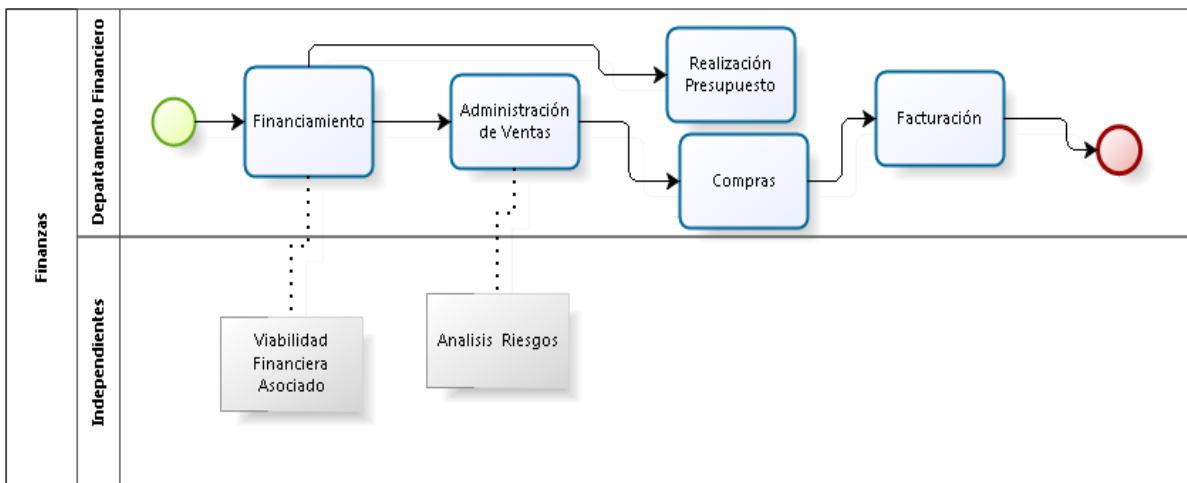 Finanzas
Departamento Financiero
Financiamiento
Administración
de Ventas
Realización
Presupuesto
Compras
Facturación
Independientes
Viabilidad
Financiera
Asociado
Analisis Riesgos